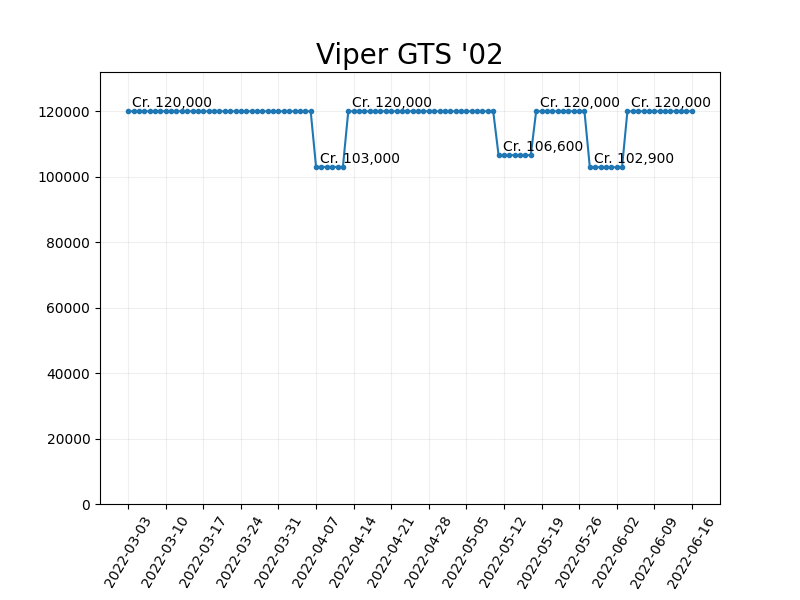 Viper GTS '02
Cr. 120,000
Cr. 103,000
Cr. 120,000
Cr. 106,600
Cr. 120,000
Cr. 102,900
Cr. 120,000
120000
100000
80000
60000
40000
20000
0
2022-03-03
2022-03-10
2022-03-17
2022-03-24
2022-03-31
2022-04-07
2022-04-14
2022-04-21
2022-04-28
2022-05-05
2022-05-12
2022-05-19
2022-05-26
2022-06-02
2022-06-09
2022-06-16